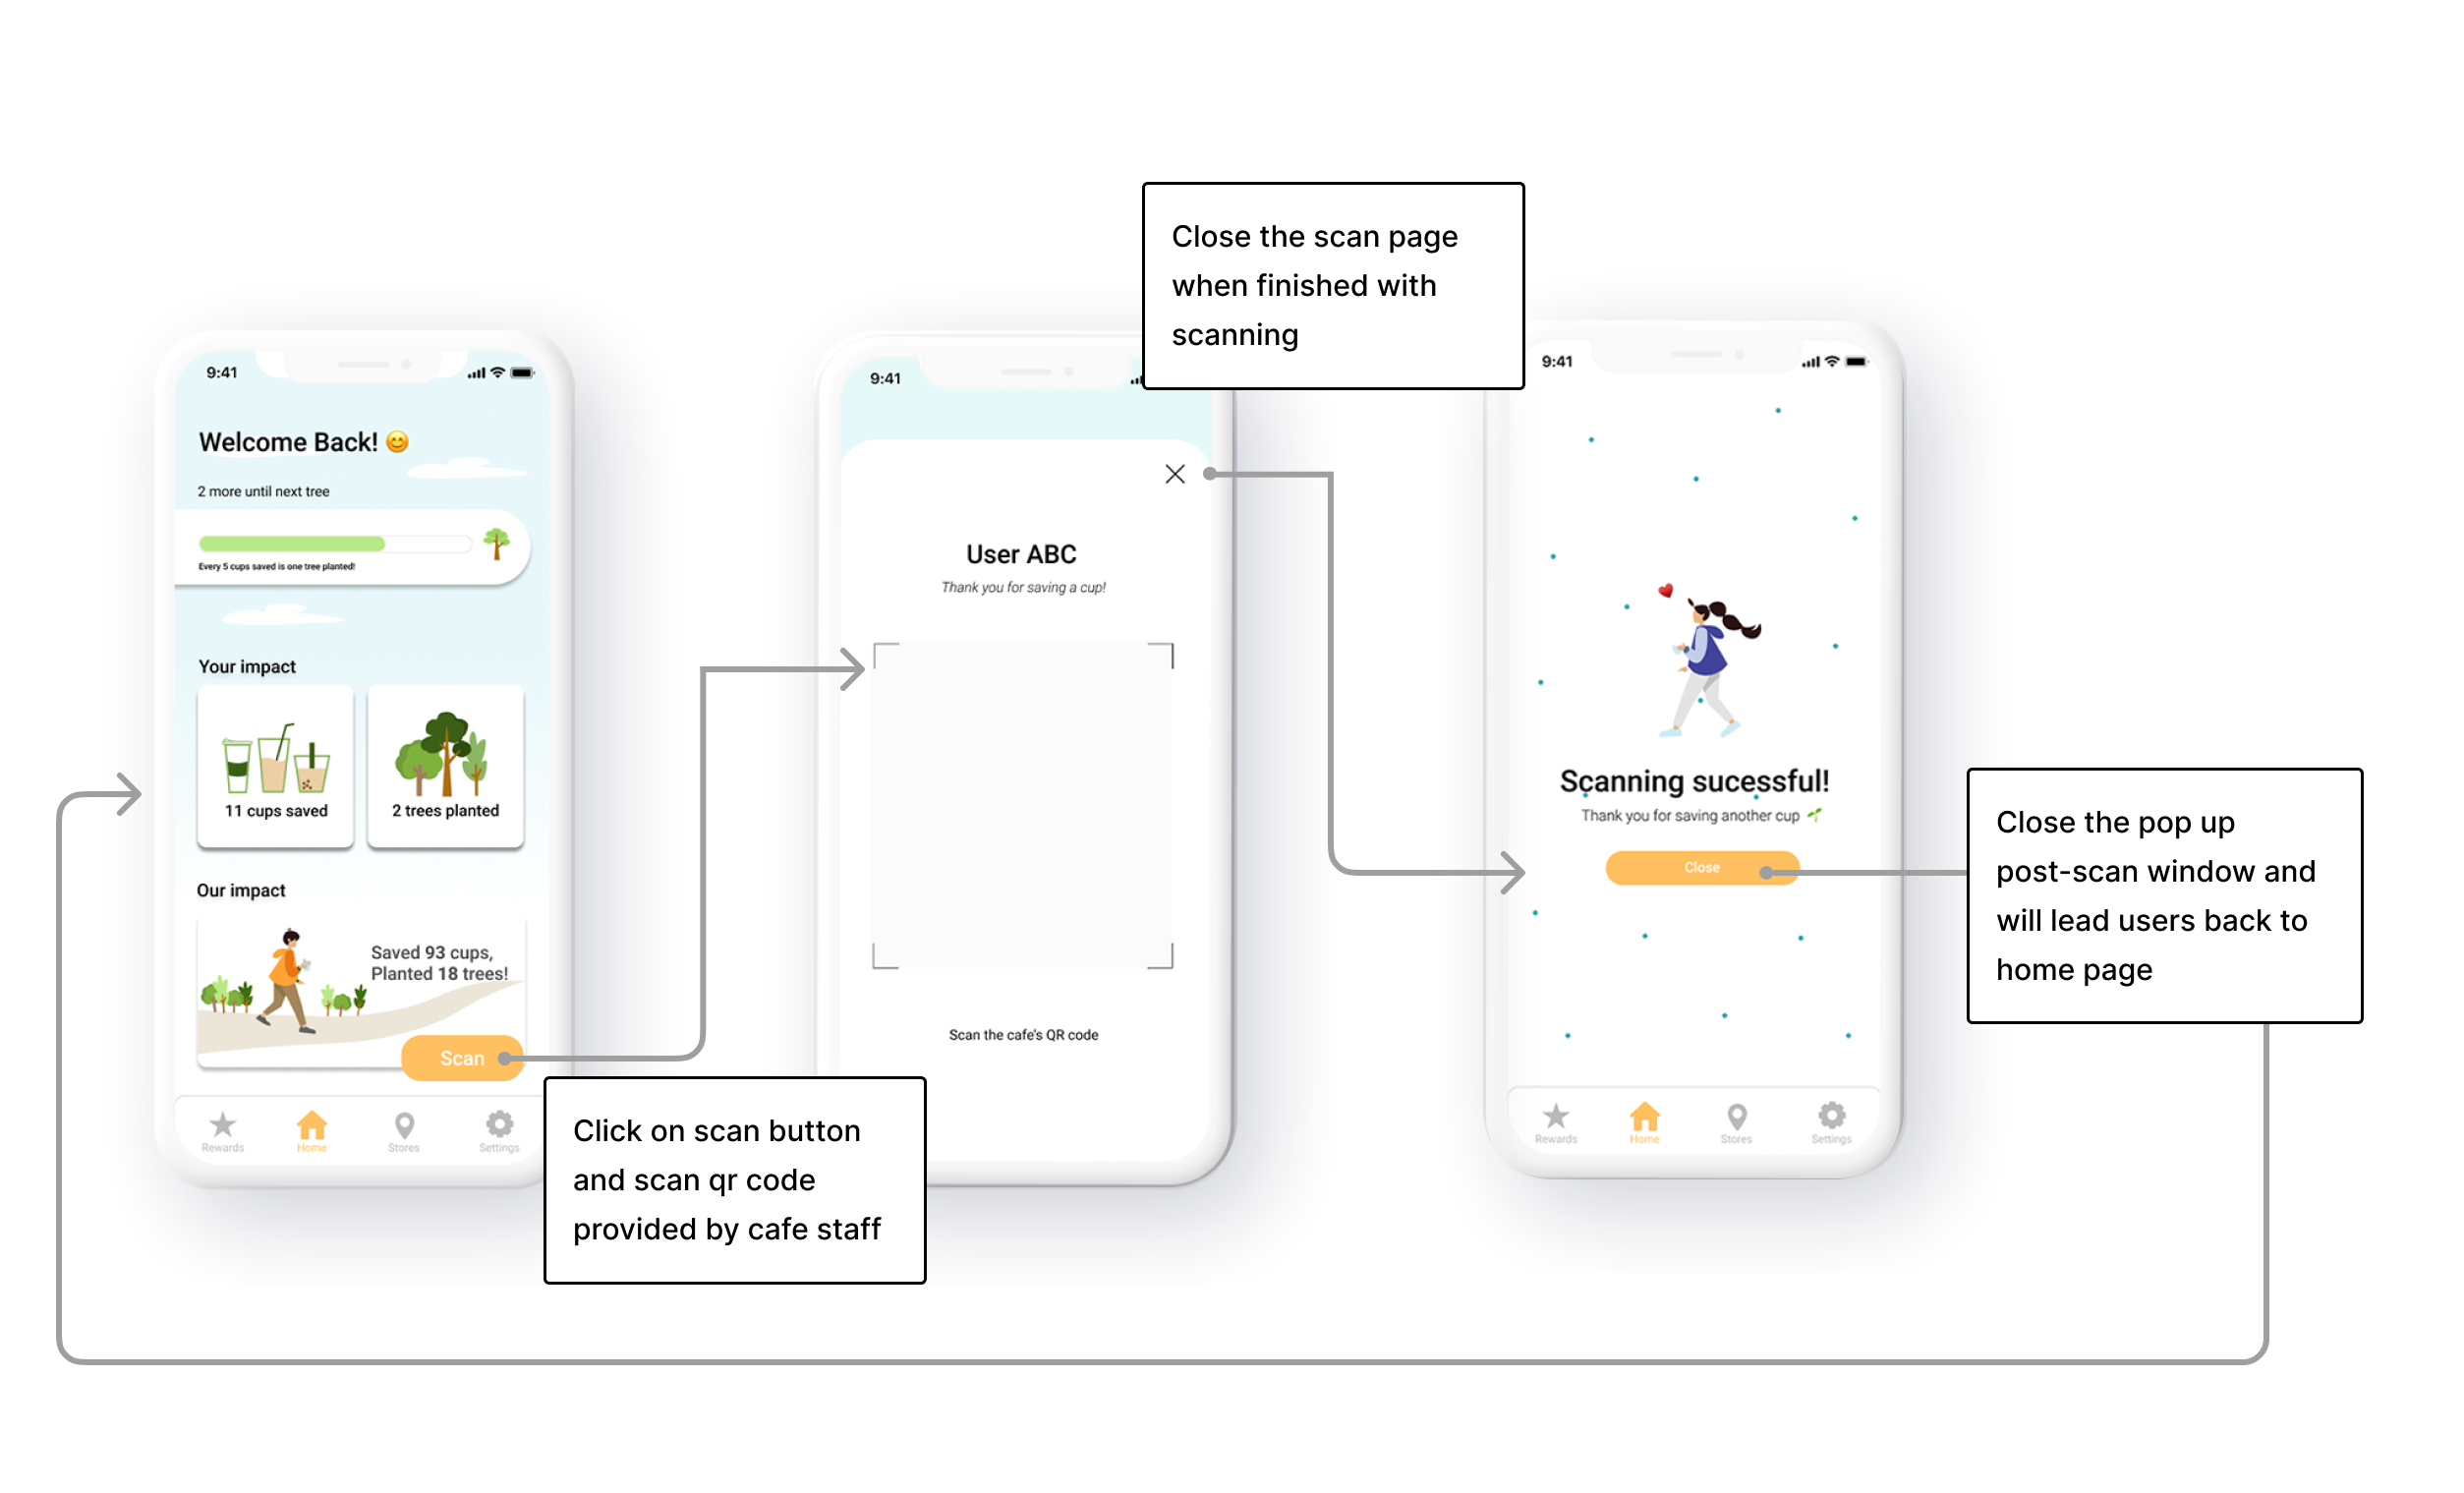 9:41
Welcome Back! 😊
2 more until next tree
Every 5 cups saved is one tree planted!
Your impact
11 cups saved
2 trees planted
Our impact
Saved 93 cups,
Planted 18 trees!
Scan
Rewards
Home
Stores
Settings
Click on scan button
and scan qr code
provided by cafe staff
9:41
User ABC
Thank you for saving a cup!
Scan the cafe's QR code
Close the scan page
when finished with
scanning
9:41
Scanning sucessful!
Thank you for saving another cup 🌱
Close
Rewards
Home
Stores
Settings
Close the pop up
post-scan window and
will lead users back to
home page